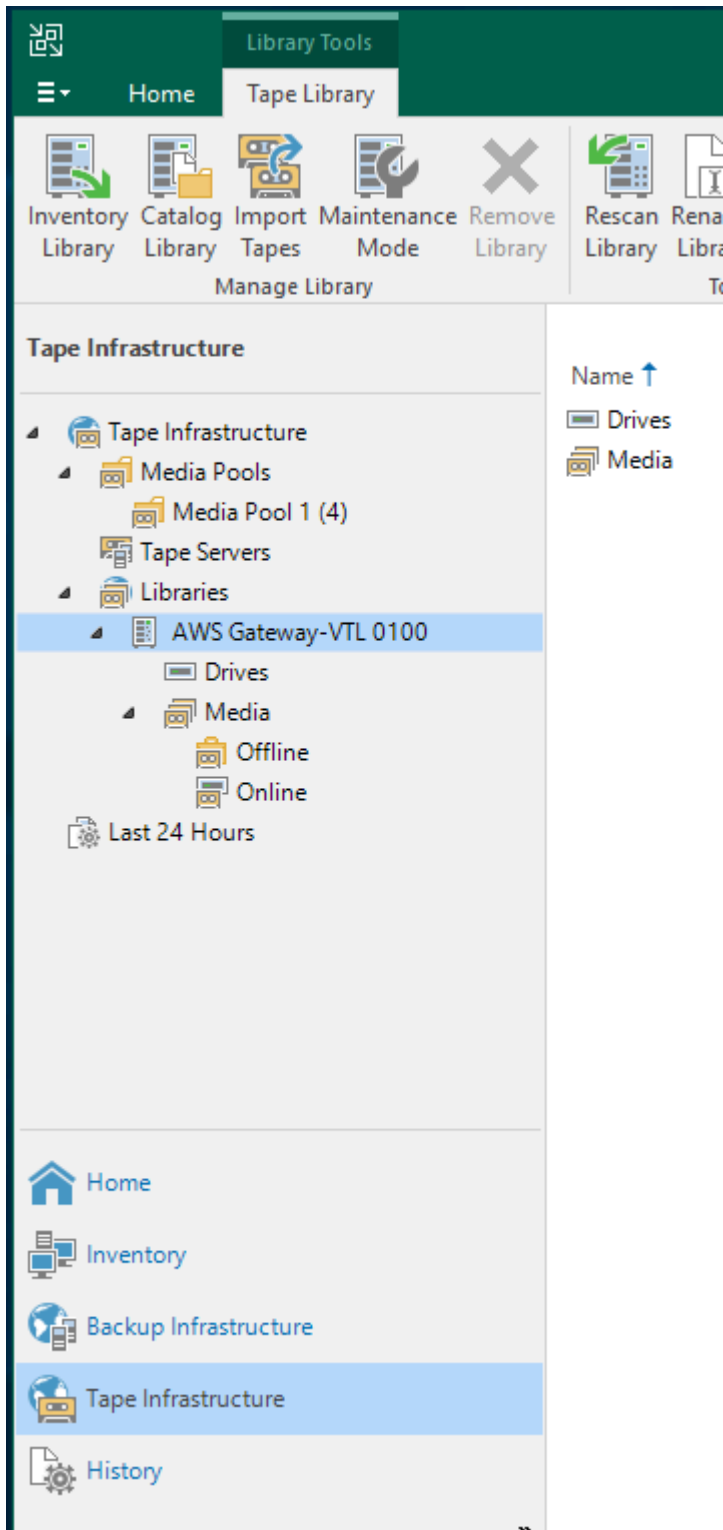 Library Tools
Home
Tape Library
Inventory Library
Catalog Library
Import Tapes
Maintenance Mode
Remove Library
Rescan Library
Manage Library
Tape Infrastructure
Name
Drives
Media
Tape Infrastructure
Media Pools
Media Pool 1 (4)
Tape Servers
Libraries
AWS Gateway-VTL 0100
Drives
Media
Offline
Online
Last 24 Hours
Home
Inventory
Backup Infrastructure
Tape Infrastructure
History